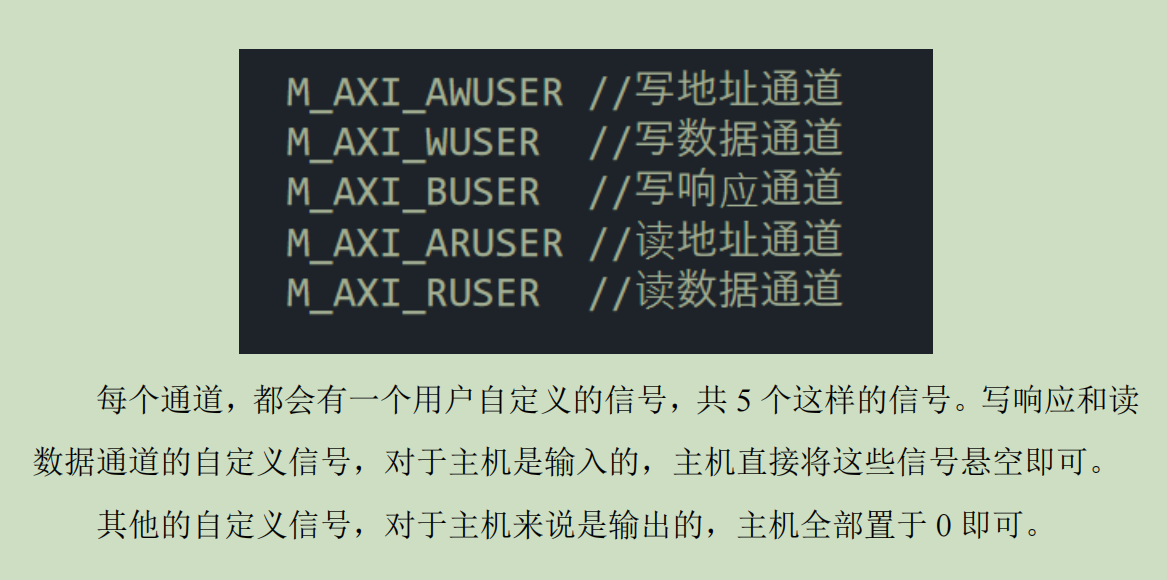 M_AXI_AWUSER //写地址通道
M_AXI_WUSER  //写数据通道
M_AXI_BUSER  //写响应通道
M_AXI_ARUSER //读地址通道
M_AXI_RUSER  //读数据通道
每个通道，都会有一个用户自定义的信号，共 5 个这样的信号。写响应和读
数据通道的自定义信号，对于主机是输入的，主机直接将这些信号悬空即可。
其他的自定义信号，对于主机来说是输出的，主机全部置于 0 即可。